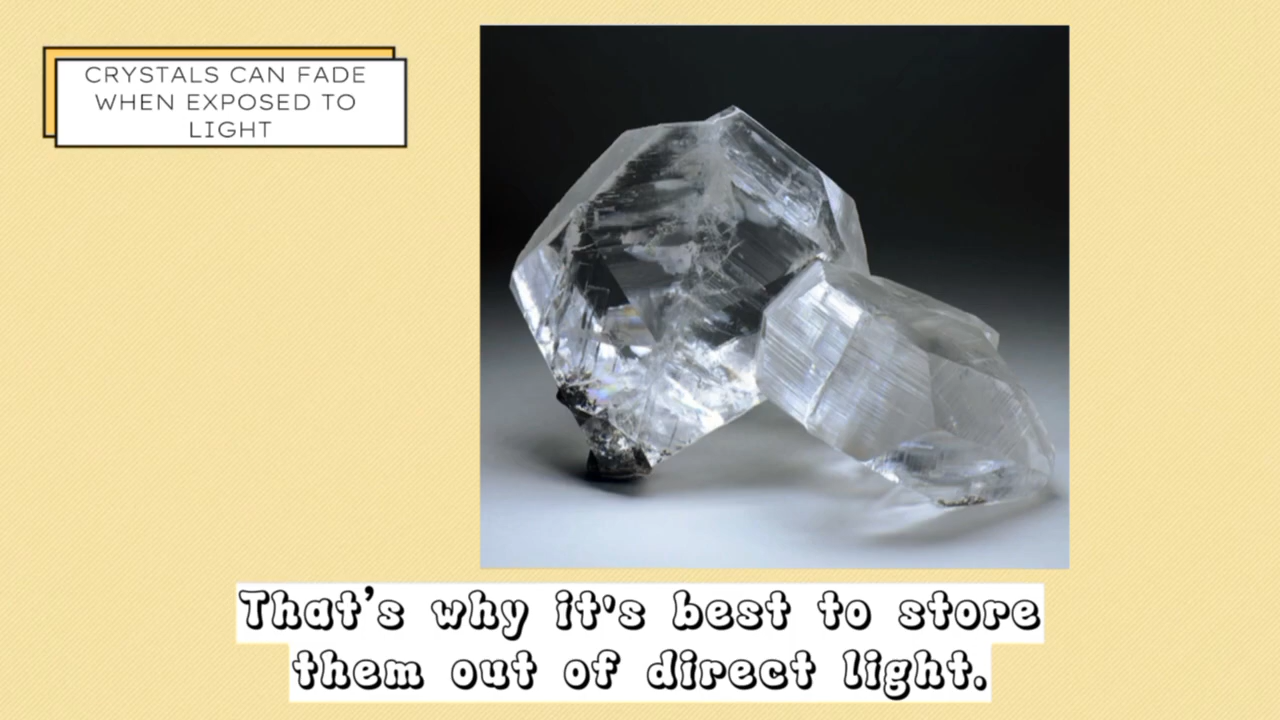 CRYSTALS CAN FADE
WHEN EXPOSED TO
LIGHT
That's why it's best to store
them out of direct light.